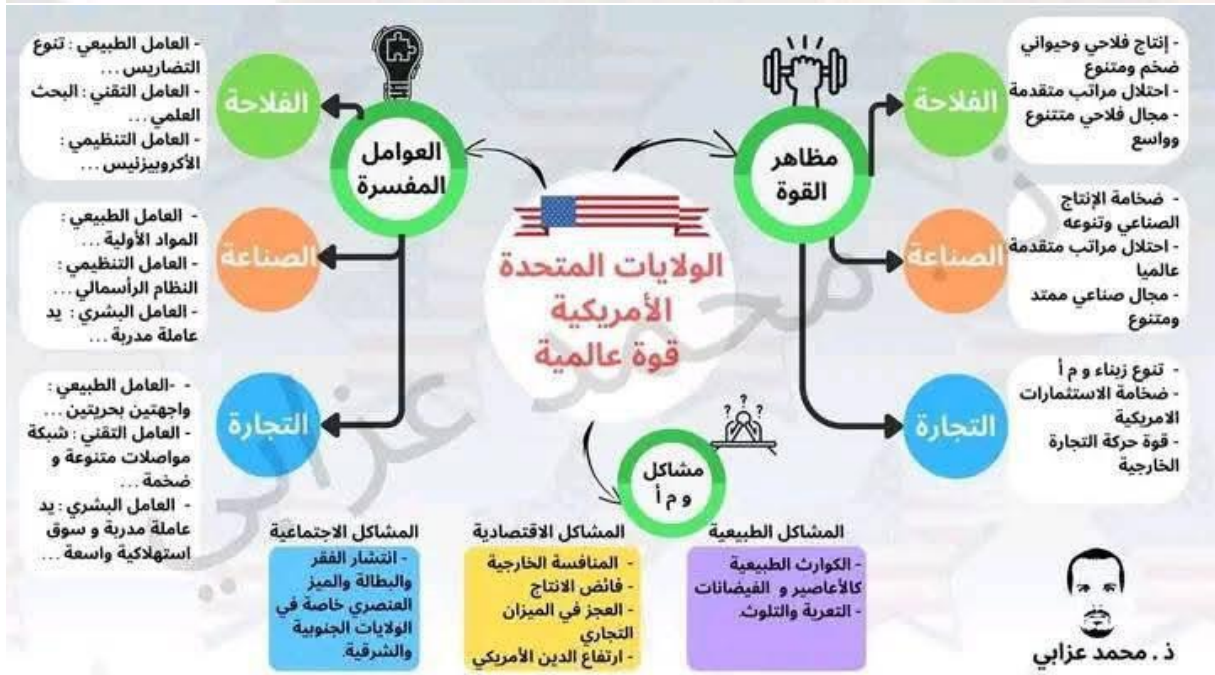 الولايات المتحدة
الأمريكية
قوة عالمية
مظاهر
القوة
الفلاحة
- إنتاج فلاحي وحيواني
ضخم ومتنوع
- احتلال مراتب متقدمة
- مجال فلاحي متتنوع
وواسع
الصناعة
- ضخامة الإنتاج
الصناعي وتنوعه
- احتلال مراتب متقدمة
عالميا
- مجال صناعي ممتد
ومتنوع
التجارة
- تنوع زبناء و م أ
- ضخامة الاستثمارات
الامريكية
- قوة حركة التجارة
الخارجية
العوامل
المفسرة
الفلاحة
- العامل الطبيعي : تنوع
التضاريس ...
- العامل التقني : البحث
العلمي ...
- العامل التنظيمي :
الأكروبيزنيس ...
الصناعة
- العامل الطبيعي :
المواد الأولية ...
- العامل التنظيمي :
النظام الرأسمالي ...
- العامل البشري : يد
عاملة مدربة ...
التجارة
- -العامل الطبيعي :
واجهتين بحريتين ...
- العامل التقني : شبكة
مواصلات متنوعة و
ضخمة ...
- العامل البشري : يد
عاملة مدربة و سوق
استهلاكية واسعة ...
مشاكل
و م أ
المشاكل الطبيعية
- الكوارث الطبيعية
كالأعاصير و الفيضانات
- التعرية والتلوث.
المشاكل الاقتصادية
- المنافسة الخارجية
- فائض الانتاج
- العجز في الميزان
التجاري
- ارتفاع الدين الأمريكي
المشاكل الاجتماعية
- انتشار الفقر
والبطالة والميز
العنصري خاصة في
الولايات الجنوبية
والشرقية.
ذ . محمد عزابي
ذ . محمد عزابي